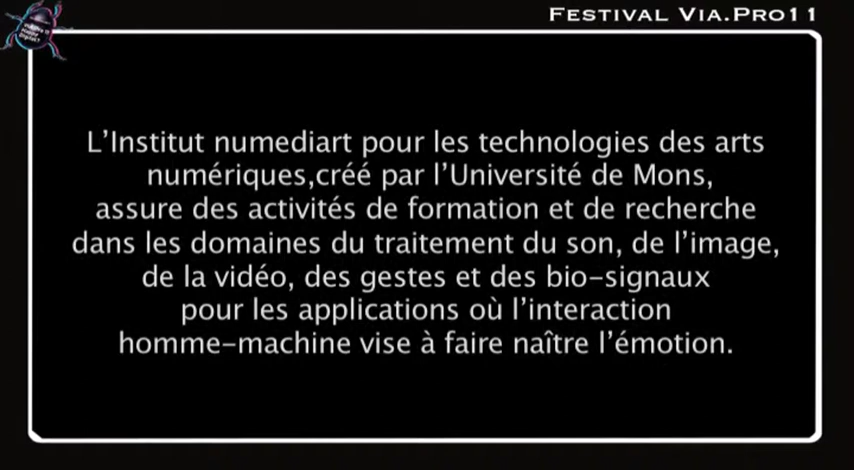 FESTIVAL VIA.PRO11
L'Institut numediart pour les technologies des arts
numériques,créé par l'Université de Mons,
assure des activités de formation et de recherche
dans les domaines du traitement du son, de l'image,
de la vidéo, des gestes et des bio-signaux
pour les applications où l'interaction
homme-machine vise à faire naître l'émotion.